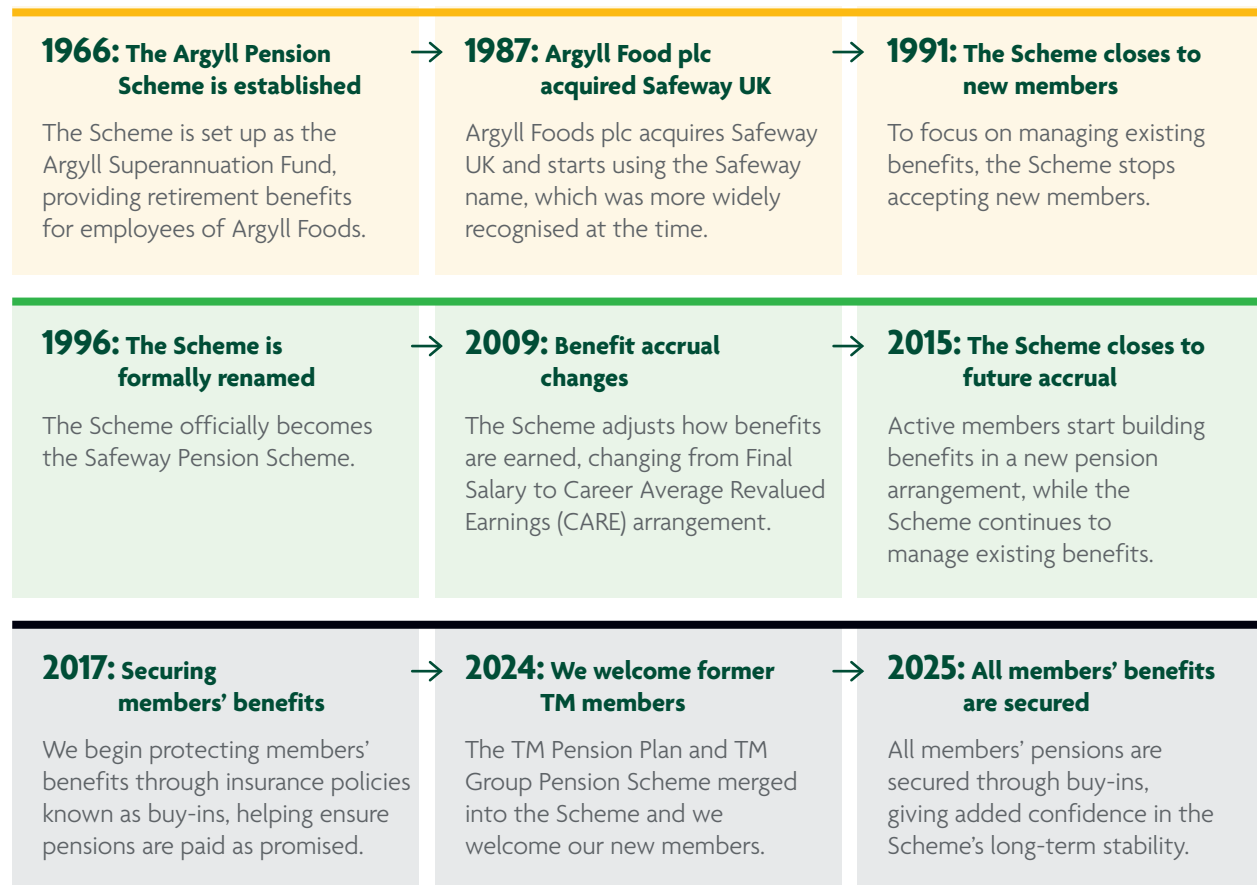 1966: The Argyll Pension
Scheme is established
The Scheme is set up as the
Argyll Superannuation Fund,
providing retirement benefits
for employees of Argyll Foods.
1987: Argyll Food plc
acquired Safeway UK
Argyll Foods plc acquires Safeway
UK and starts using the Safeway
name, which was more widely
recognised at the time.
1991: The Scheme closes to
new members
To focus on managing existing
benefits, the Scheme stops
accepting new members.
1996: The Scheme is
formally renamed
The Scheme officially becomes
the Safeway Pension Scheme.
2009: Benefit accrual
changes
The Scheme adjusts how benefits
are earned, changing from Final
Salary to Career Average Revalued
Earnings (CARE) arrangement.
2015: The Scheme closes to
future accrual
Active members start building
benefits in a new pension
arrangement, while the
Scheme continues to
manage existing benefits.
2017: Securing
members’ benefits
We begin protecting members’
benefits through insurance policies
known as buy-ins, helping ensure
pensions are paid as promised.
2024: We welcome former
TM members
The TM Pension Plan and TM
Group Pension Scheme merged
into the Scheme and we
welcome our new members.
2025: All members’ benefits
are secured
All members’ pensions are
secured through buy-ins,
giving added confidence in the
Scheme’s long-term stability.